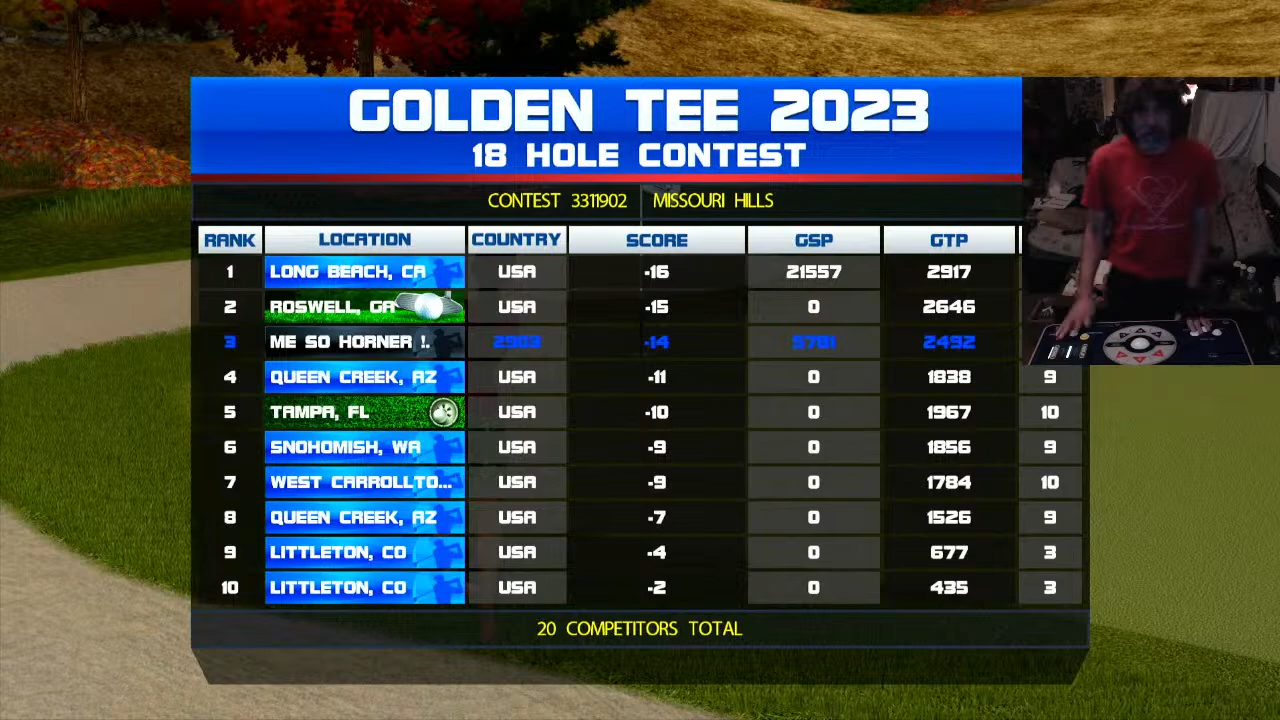 GOLDEN TEE 2023
18 HOLE CONTEST
CONTEST 3311902 MISSOURI HILLS
RANK LOCATION COUNTRY SCORE GSP GTP
1 LONG BEACH, CA USA -16 21557 2917
2 ROSWELL, GA USA -15 0 2646
3 ME SO HORNER !. 2903 -14 5781 2492
4 QUEEN CREEK, AZ USA -11 0 1838 9
5 TAMPA, FL USA -10 0 1967 10
6 SNOHOMISH, WA USA -9 0 1856 9
7 WEST CARROLLTO... USA -9 0 1784 10
8 QUEEN CREEK, AZ USA -7 0 1526 9
9 LITTLETON, CO USA -4 0 677 3
10 LITTLETON, CO USA -2 0 435 3
20 COMPETITORS TOTAL